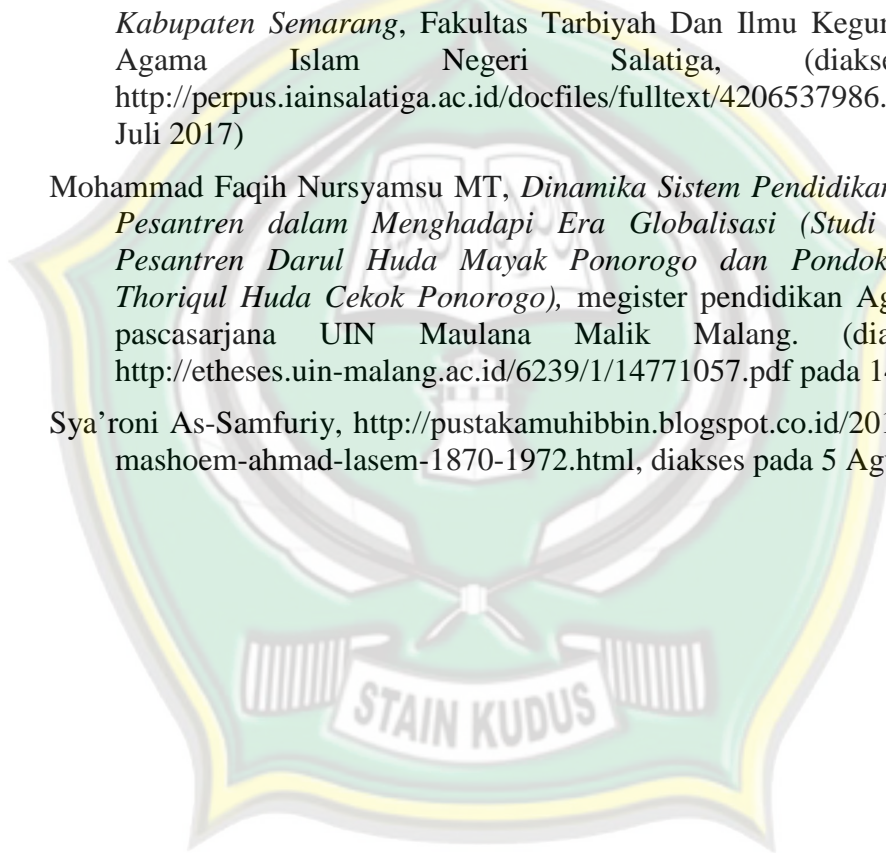 Kabupaten Semarang, Fakultas Tarbiyah Dan Ilmu Kegur
Agama Islam Negeri Salatiga, (diakse
http://perpus.iainsalatiga.ac.id/docfiles/fulltext/4206537986.
Juli 2017)
Mohammad Faqih Nursyamsu MT, Dinamika Sistem Pendidikan
Pesantren dalam Menghadapi Era Globalisasi (Studi
Pesantren Darul Huda Mayak Ponorogo dan Pondok
Thoriqul Huda Cekok Ponorogo), megister pendidikan Ag
pascasarjana UIN Maulana Malik Malang. (dia
http://etheses.uin-malang.ac.id/6239/1/14771057.pdf pada 14
Sya’roni As-Samfuriy, http://pustakamuhibbin.blogspot.co.id/201
mashoem-ahmad-lasem-1870-1972.html, diakses pada 5 Ag
STAIN KUDUS